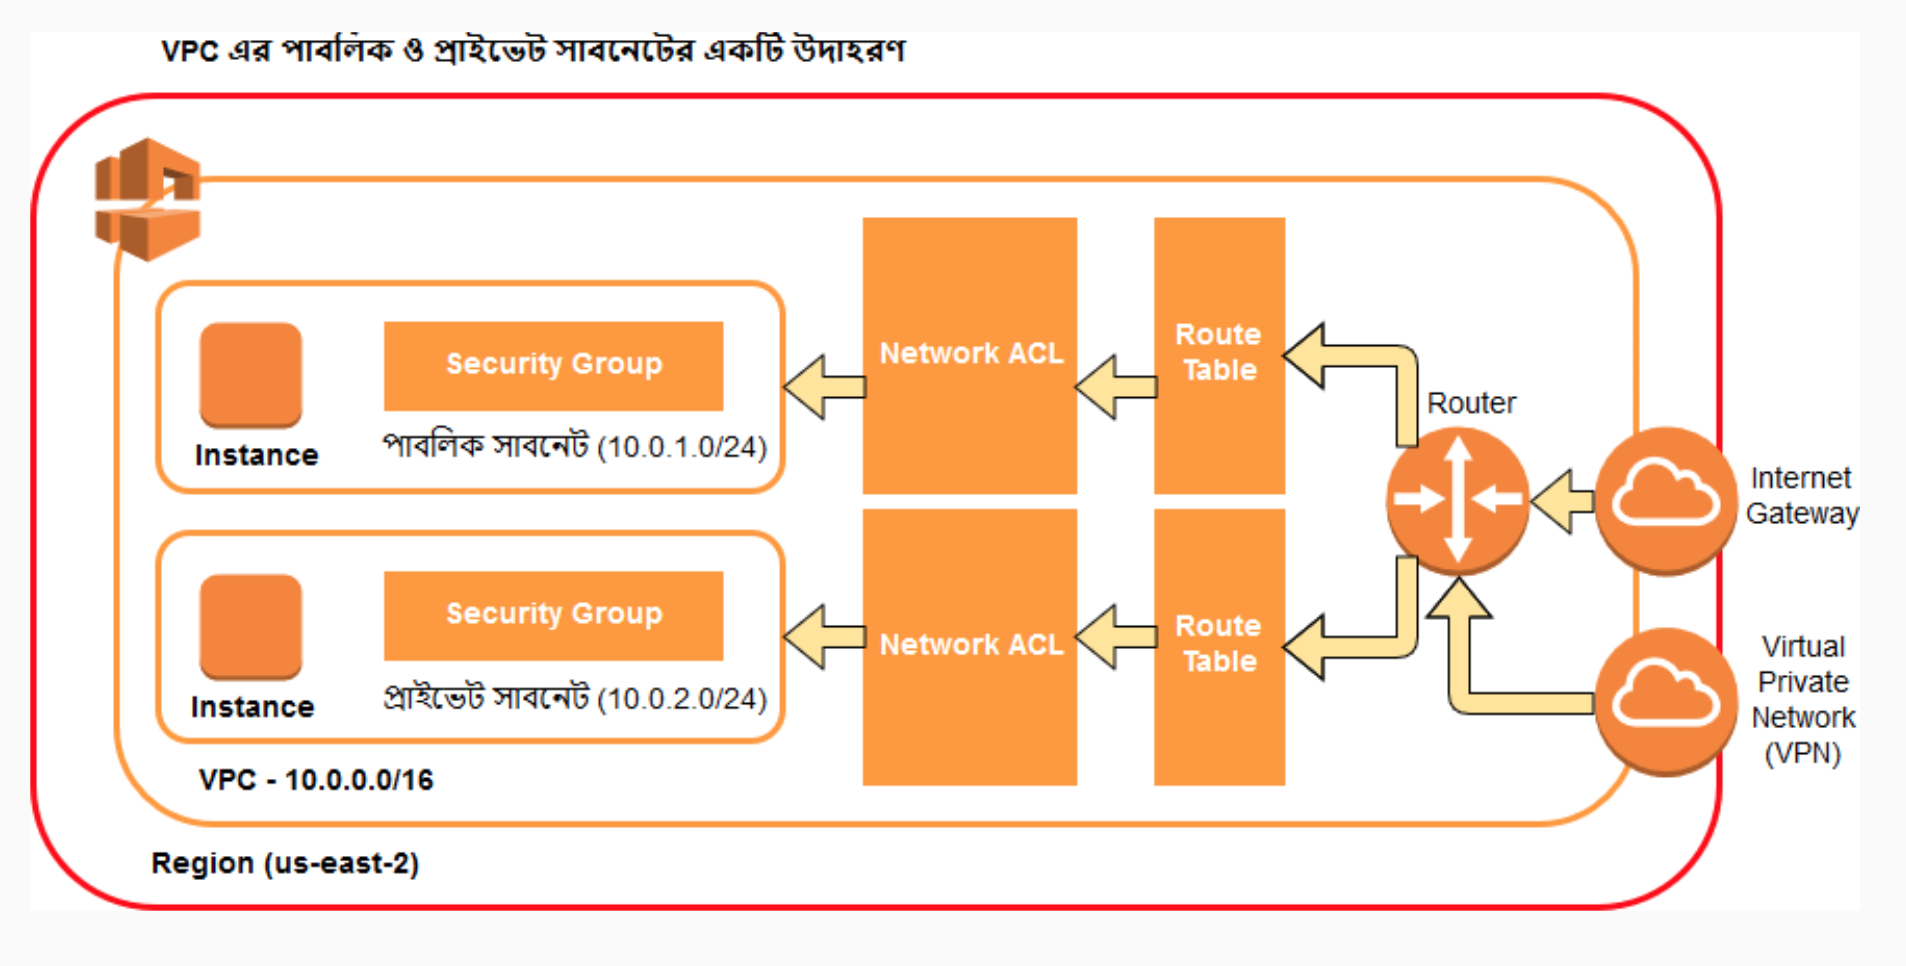 VPC এর পাবলিক ও প্রাইভেট সাবনেটের একটি উদাহরণ
Security Group
Instance
পাবলিক সাবনেট (10.0.1.0/24)
Network ACL
Route
Table
Router
Internet
Gateway
Security Group
Instance
প্রাইভেট সাবনেট (10.0.2.0/24)
Network ACL
Route
Table
Virtual
Private
Network
(VPN)
VPC - 10.0.0.0/16
Region (us-east-2)